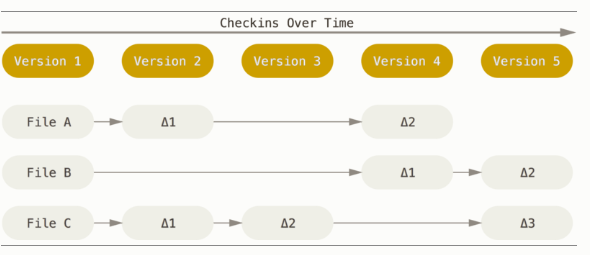 Checkins Over Time
Version 1 Version 2 Version 3 Version 4 Version 5
File A Δ1 Δ2
File B Δ1 Δ2
File C Δ1 Δ2 Δ3